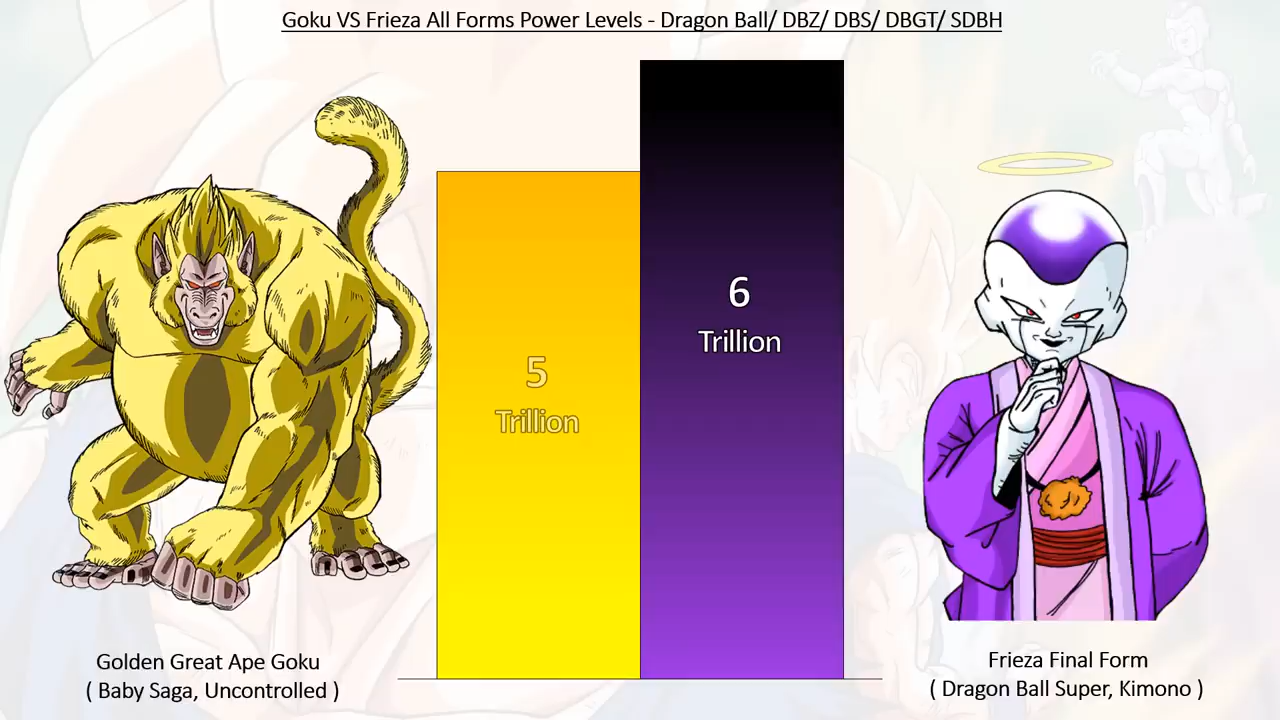 Goku VS Frieza All Forms Power Levels - Dragon Ball/ DBZ/ DBS/ DBGT/ SDBH
6
Trillion
5
Trillion
Golden Great Ape Goku
( Baby Saga, Uncontrolled )
Frieza Final Form
( Dragon Ball Super, Kimono )